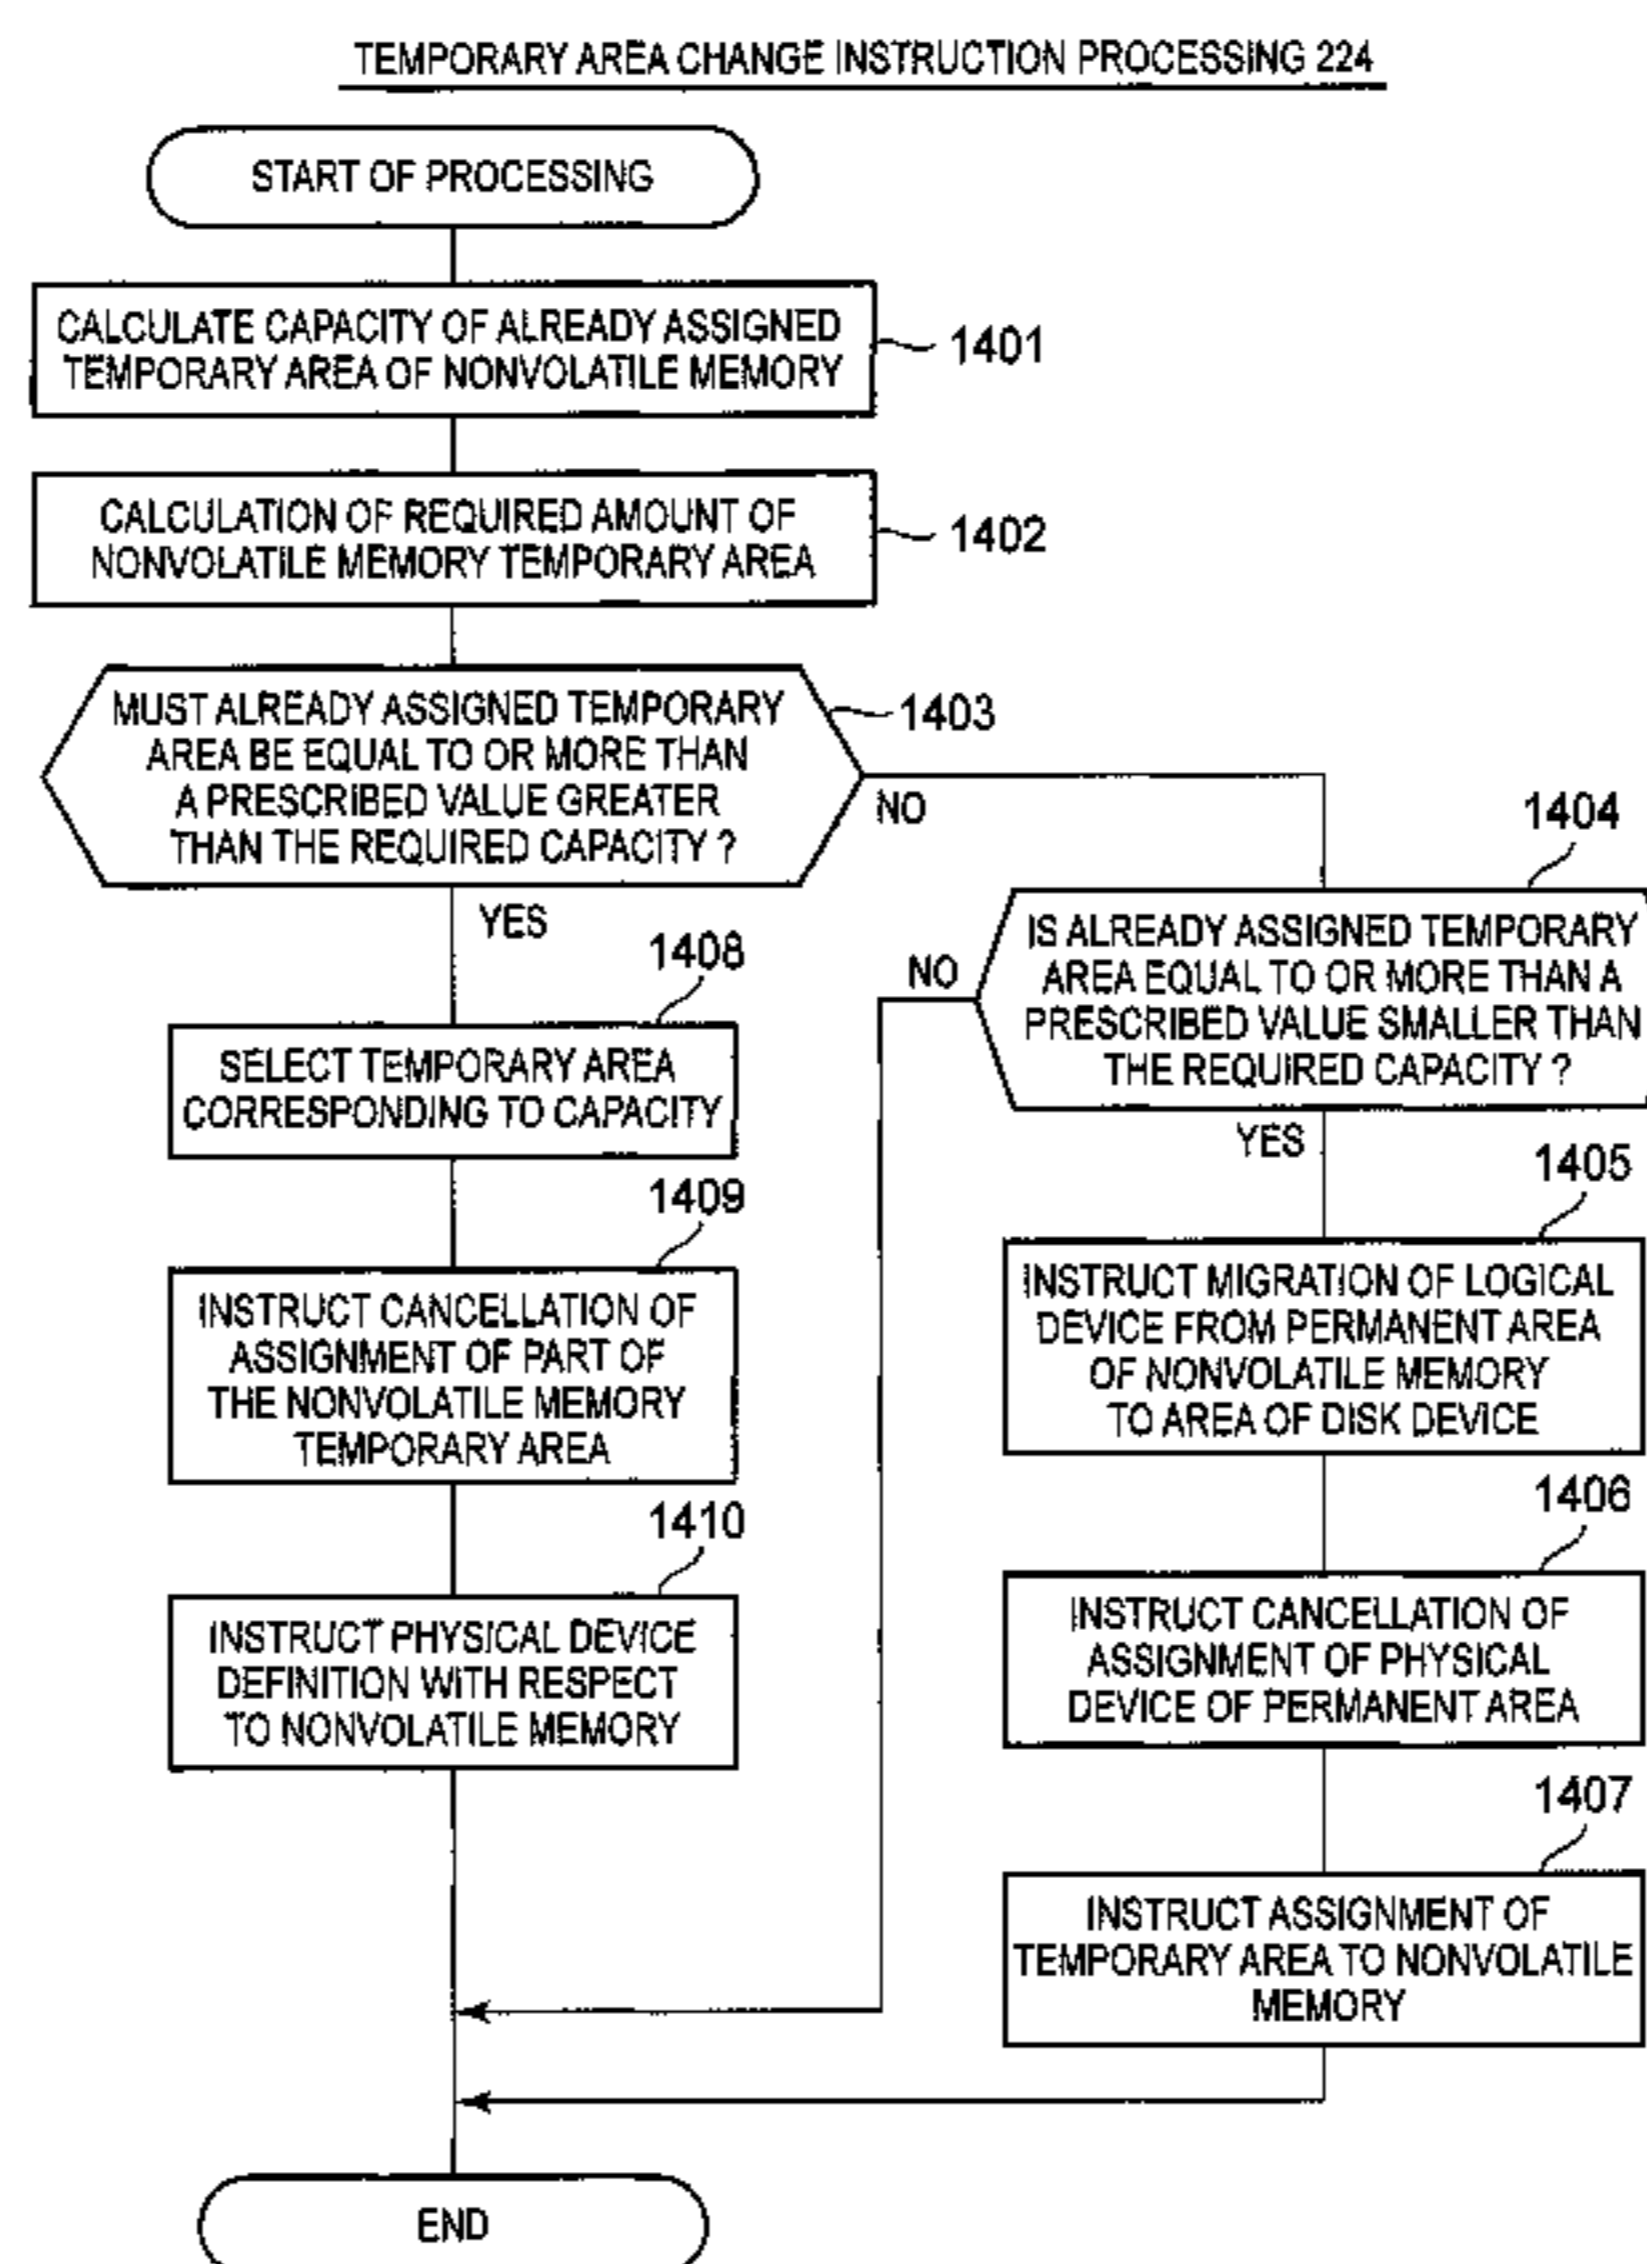 TEMPORARY AREA CHANGE INSTRUCTION PROCESSING 224
START OF PROCESSING
CALCULATE CAPACITY OF ALREADY ASSIGNED
TEMPORARY AREA OF NONVOLATILE MEMORY
1401
CALCULATION OF REQUIRED AMOUNT OF
NONVOLATILE MEMORY TEMPORARY AREA
1402
MUST ALREADY ASSIGNED TEMPORARY
AREA BE EQUAL TO OR MORE THAN
A PRESCRIBED VALUE GREATER
THAN THE REQUIRED CAPACITY ?
1403
NO
YES
1404
IS ALREADY ASSIGNED TEMPORARY
AREA EQUAL TO OR MORE THAN A
PRESCRIBED VALUE SMALLER THAN
THE REQUIRED CAPACITY ?
NO
YES
1408
SELECT TEMPORARY AREA
CORRESPONDING TO CAPACITY
1409
INSTRUCT CANCELLATION OF
ASSIGNMENT OF PART OF
THE NONVOLATILE MEMORY
TEMPORARY AREA
1410
INSTRUCT PHYSICAL DEVICE
DEFINITION WITH RESPECT
TO NONVOLATILE MEMORY
1405
INSTRUCT MIGRATION OF LOGICAL
DEVICE FROM PERMANENT AREA
OF NONVOLATILE MEMORY
TO AREA OF DISK DEVICE
1406
INSTRUCT CANCELLATION OF
ASSIGNMENT OF PHYSICAL
DEVICE OF PERMANENT AREA
1407
INSTRUCT ASSIGNMENT OF
TEMPORARY AREA TO NONVOLATILE
MEMORY
END